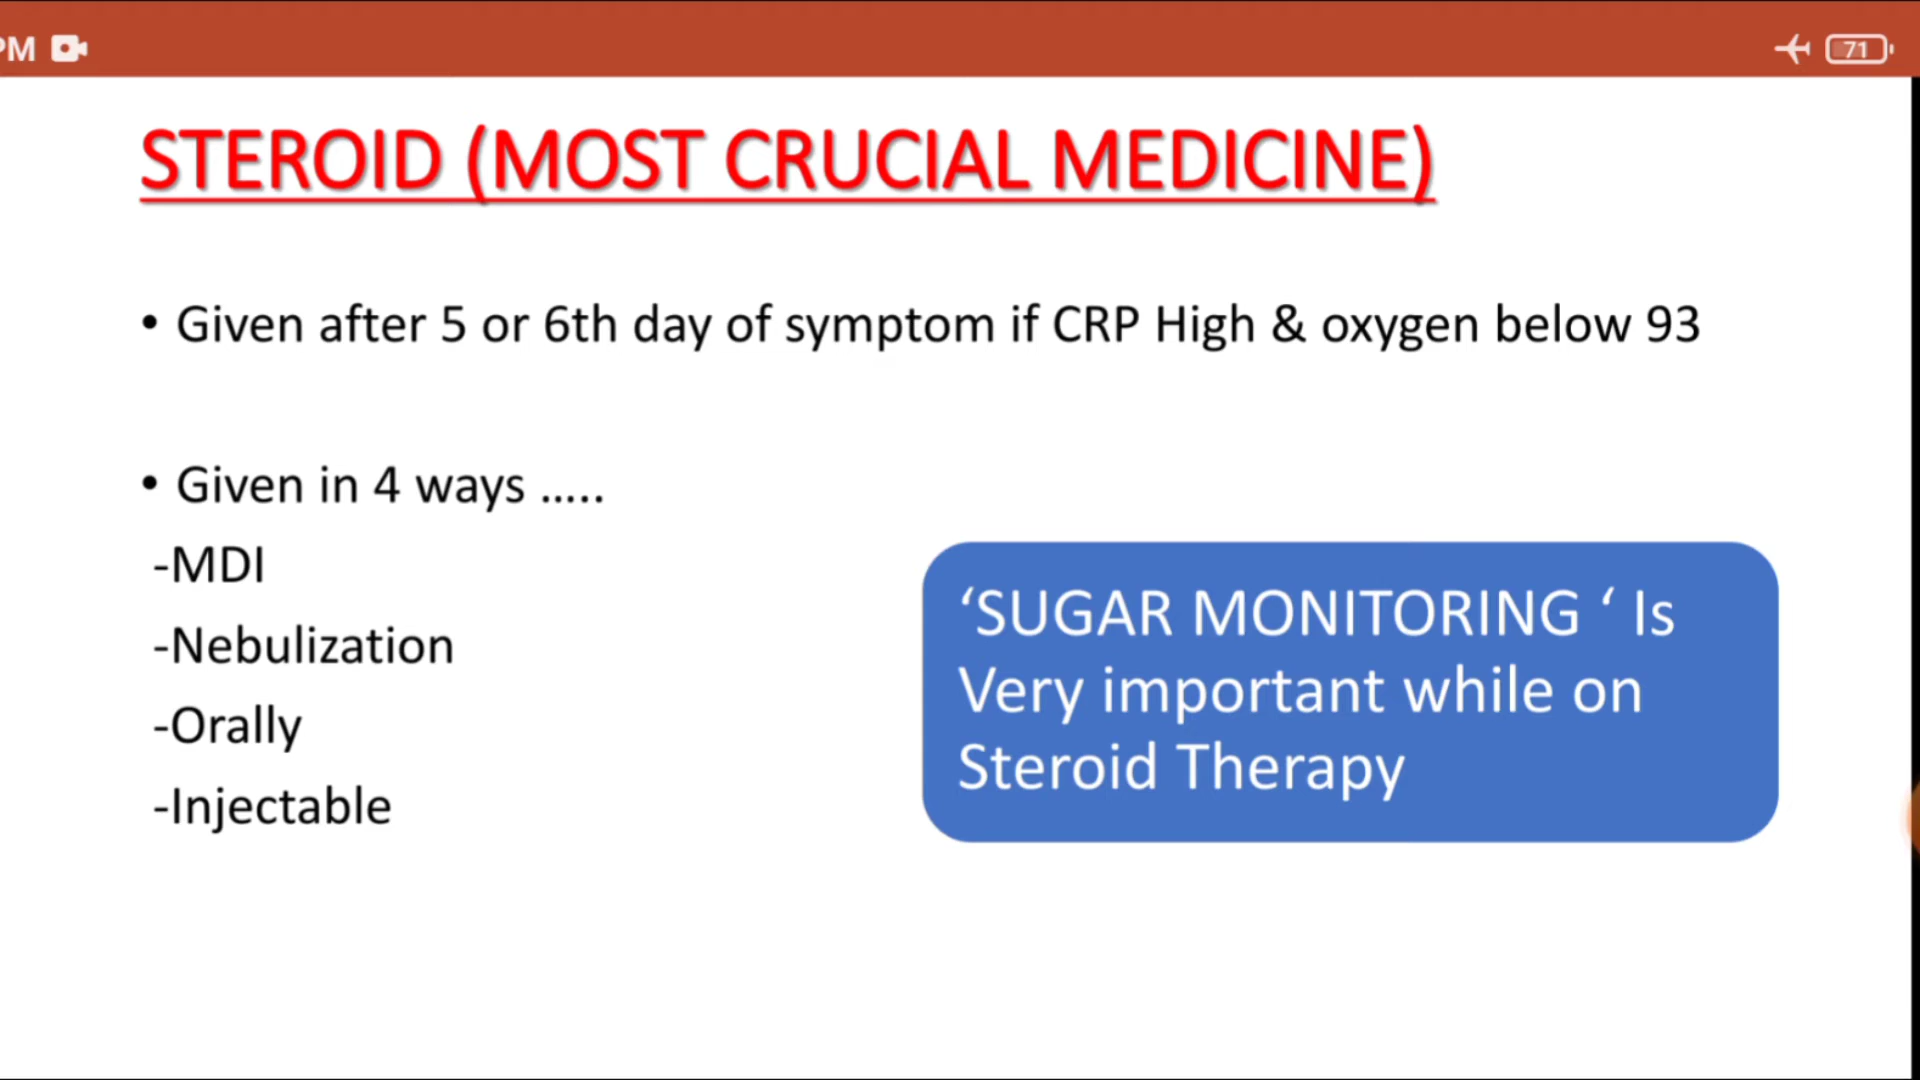 PM
71
STEROID (MOST CRUCIAL MEDICINE)
• Given after 5 or 6th day of symptom if CRP High & oxygen below 93
• Given in 4 ways .....
-MDI
-Nebulization
-Orally
-Injectable
‘SUGAR MONITORING ‘ Is
Very important while on
Steroid Therapy